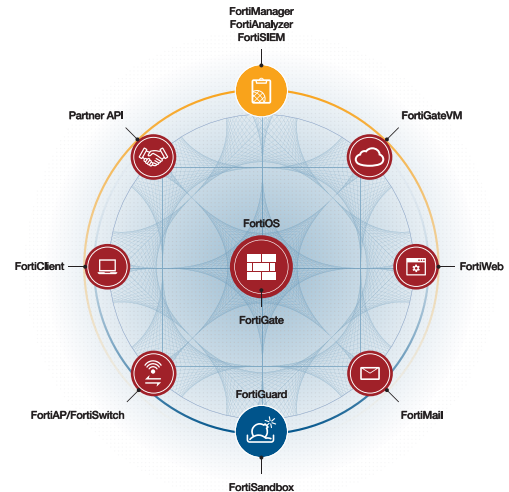 FortiManager
FortiAnalyzer
FortiSIEM
Partner API
FortiGateVM
FortiOS
FortiClient
FortiWeb
FortiGate
FortiGuard
FortiAP/FortiSwitch
FortiMail
FortiSandbox